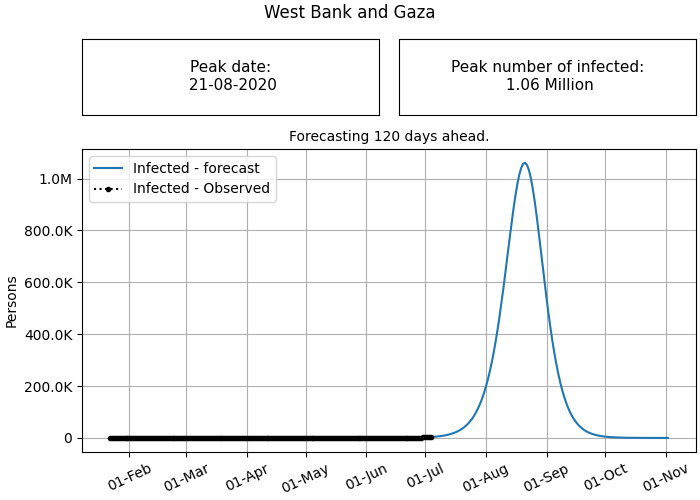 West Bank and Gaza
Peak date:
21-08-2020
Peak number of infected:
1.06 Million
Forecasting 120 days ahead.
Infected - forecast
Infected - Observed
Persons
1.0M
800.0K
600.0K
400.0K
200.0K
0
01-Feb
01-Mar
01-Apr
01-May
01-Jun
01-Jul
01-Aug
01-Sep
01-Oct
01-Nov